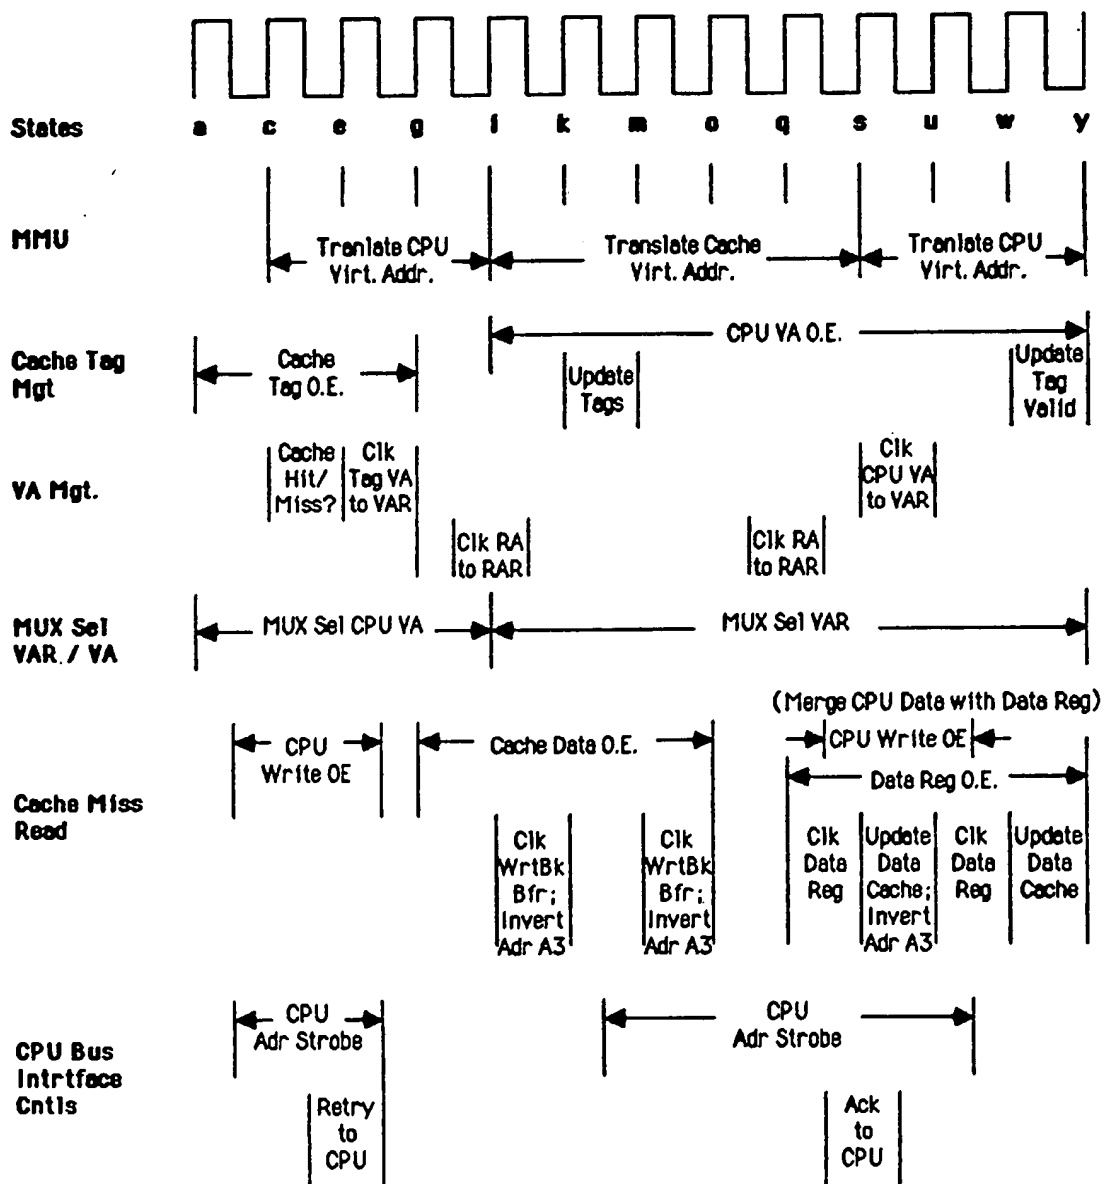 States a c e g i k m o q s u w y
MMU
Tranlate CPU
Virt. Addr.
Translate Cache
Virt. Addr.
Tranlate CPU
Virt. Addr.
CPU VA O.E.
Cache Tag
Mgt
Cache
Tag O.E.
Update
Tags
Update
Tag
Valid
VA Mgt.
Cache
Hit/
Miss?
Clk
Tag VA
to VAR
Clk
CPU VA
to VAR
Clk RA
to RAR
Clk RA
to RAR
MUX Sel
VAR / VA
MUX Sel CPU VA
MUX Sel VAR
(Merge CPU Data with Data Reg)
CPU
Write OE
Cache Data O.E.
CPU Write OE
Data Reg O.E.
Cache Miss
Read
Clk
WrtBk
Bfr;
Invert
Adr A3
Clk
WrtBk
Bfr;
Invert
Adr A3
Clk
Data
Reg
Update
Data
Cache;
Invert
Adr A3
Clk
Data
Reg
Update
Data
Cache
CPU Bus
Intrtface
Cntls
CPU
Adr Strobe
CPU
Adr Strobe
Retry
to
CPU
Ack
to
CPU